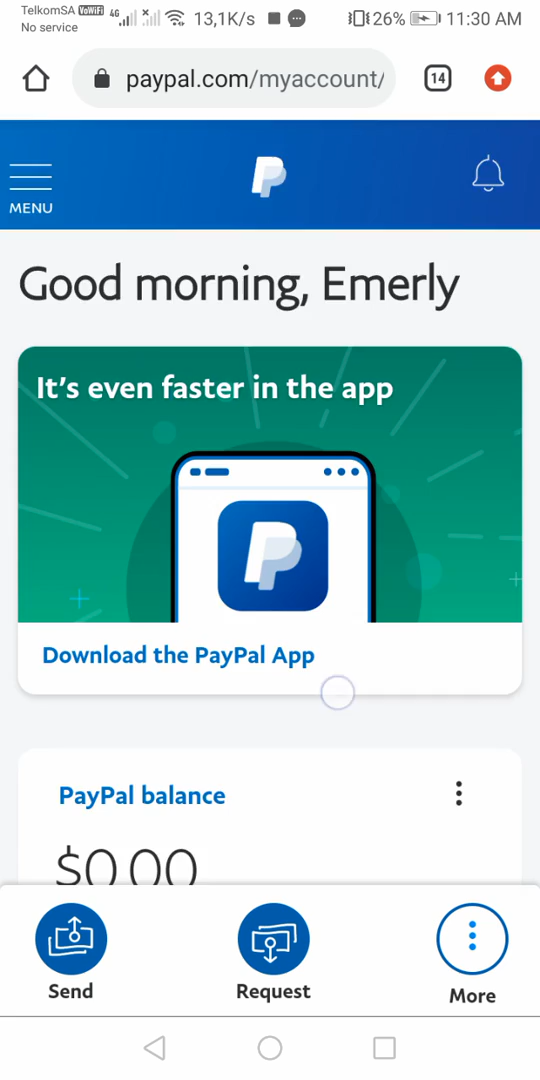 TelkomSA VoWiFi 4G 13,1K/s 26% 11:30 AM
No service
paypal.com/myaccount/ 14
MENU
Good morning, Emerly
It's even faster in the app
Download the PayPal App
PayPal balance
$0.00
Send Request More